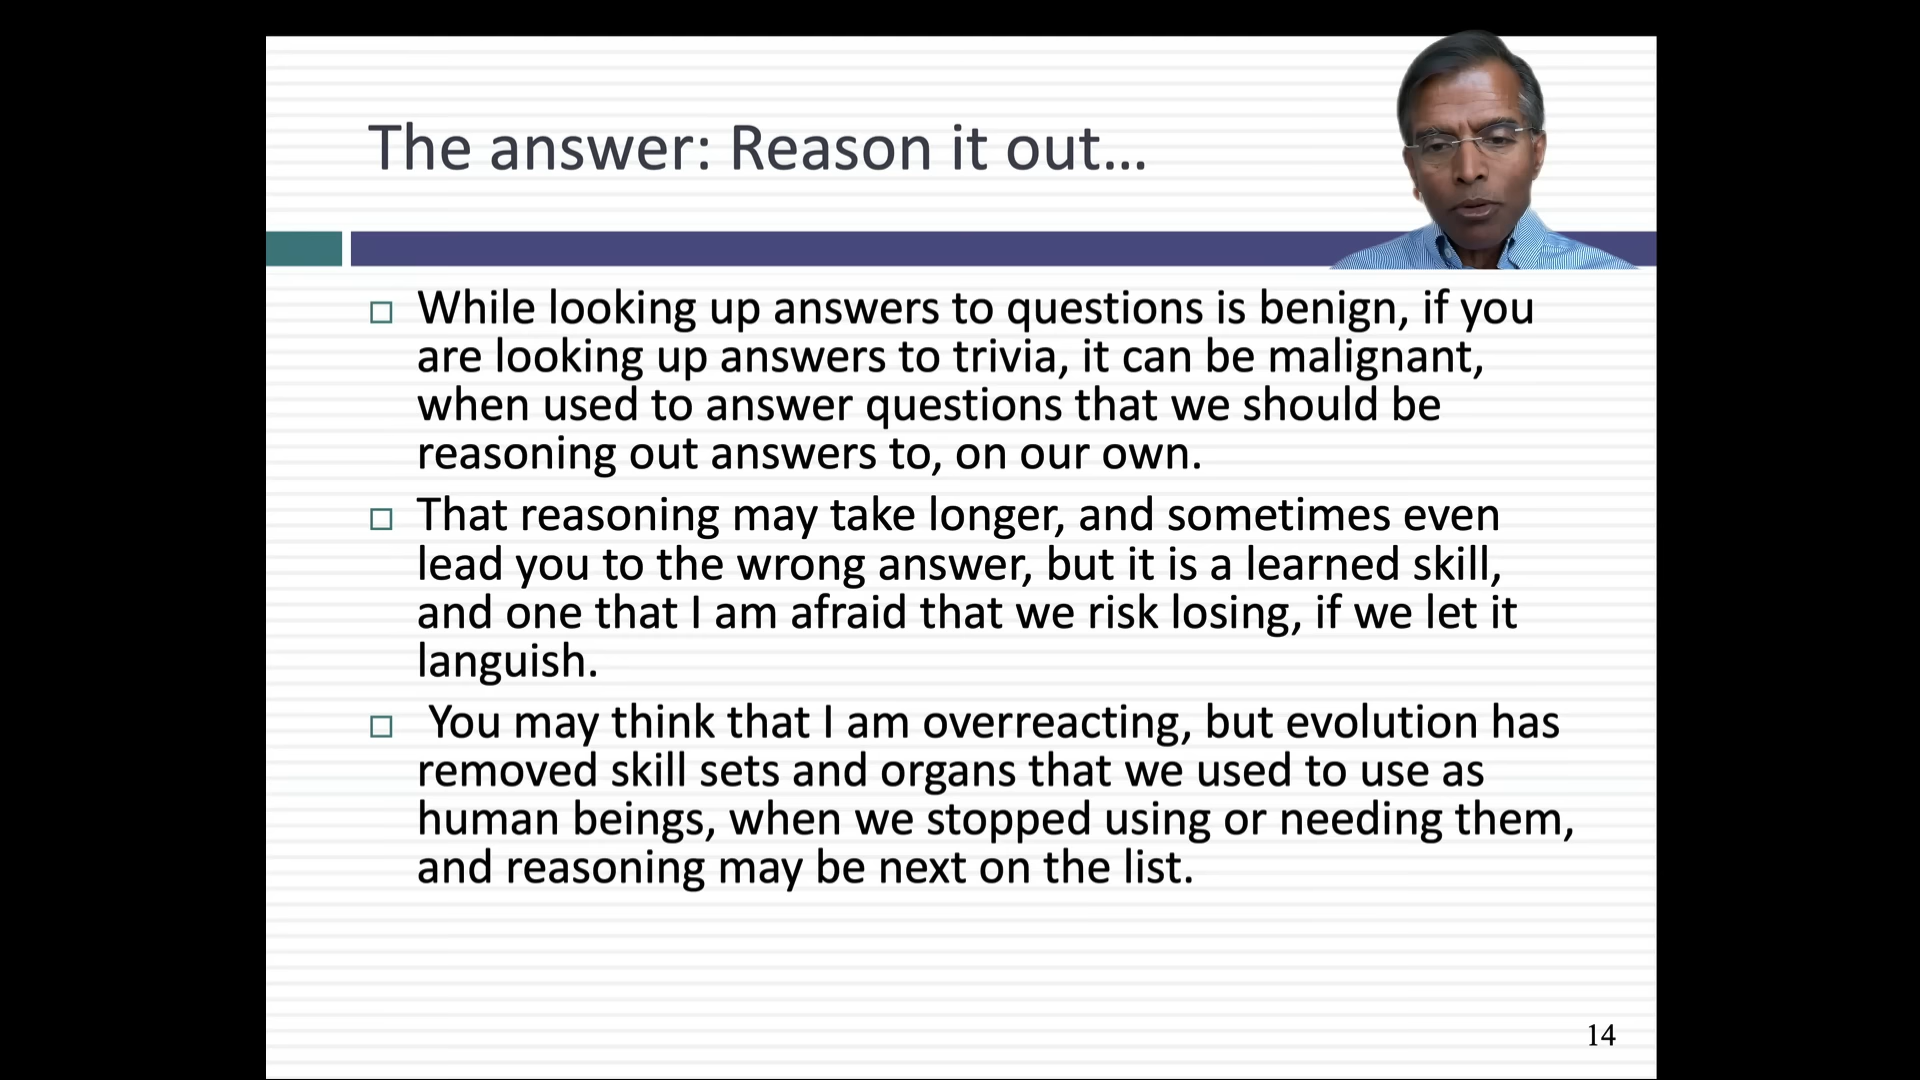 The answer: Reason it out…
While looking up answers to questions is benign, if you
are looking up answers to trivia, it can be malignant,
when used to answer questions that we should be
reasoning out answers to, on our own.
That reasoning may take longer, and sometimes even
lead you to the wrong answer, but it is a learned skill,
and one that I am afraid that we risk losing, if we let it
languish.
You may think that I am overreacting, but evolution has
removed skill sets and organs that we used to use as
human beings, when we stopped using or needing them,
and reasoning may be next on the list.
14